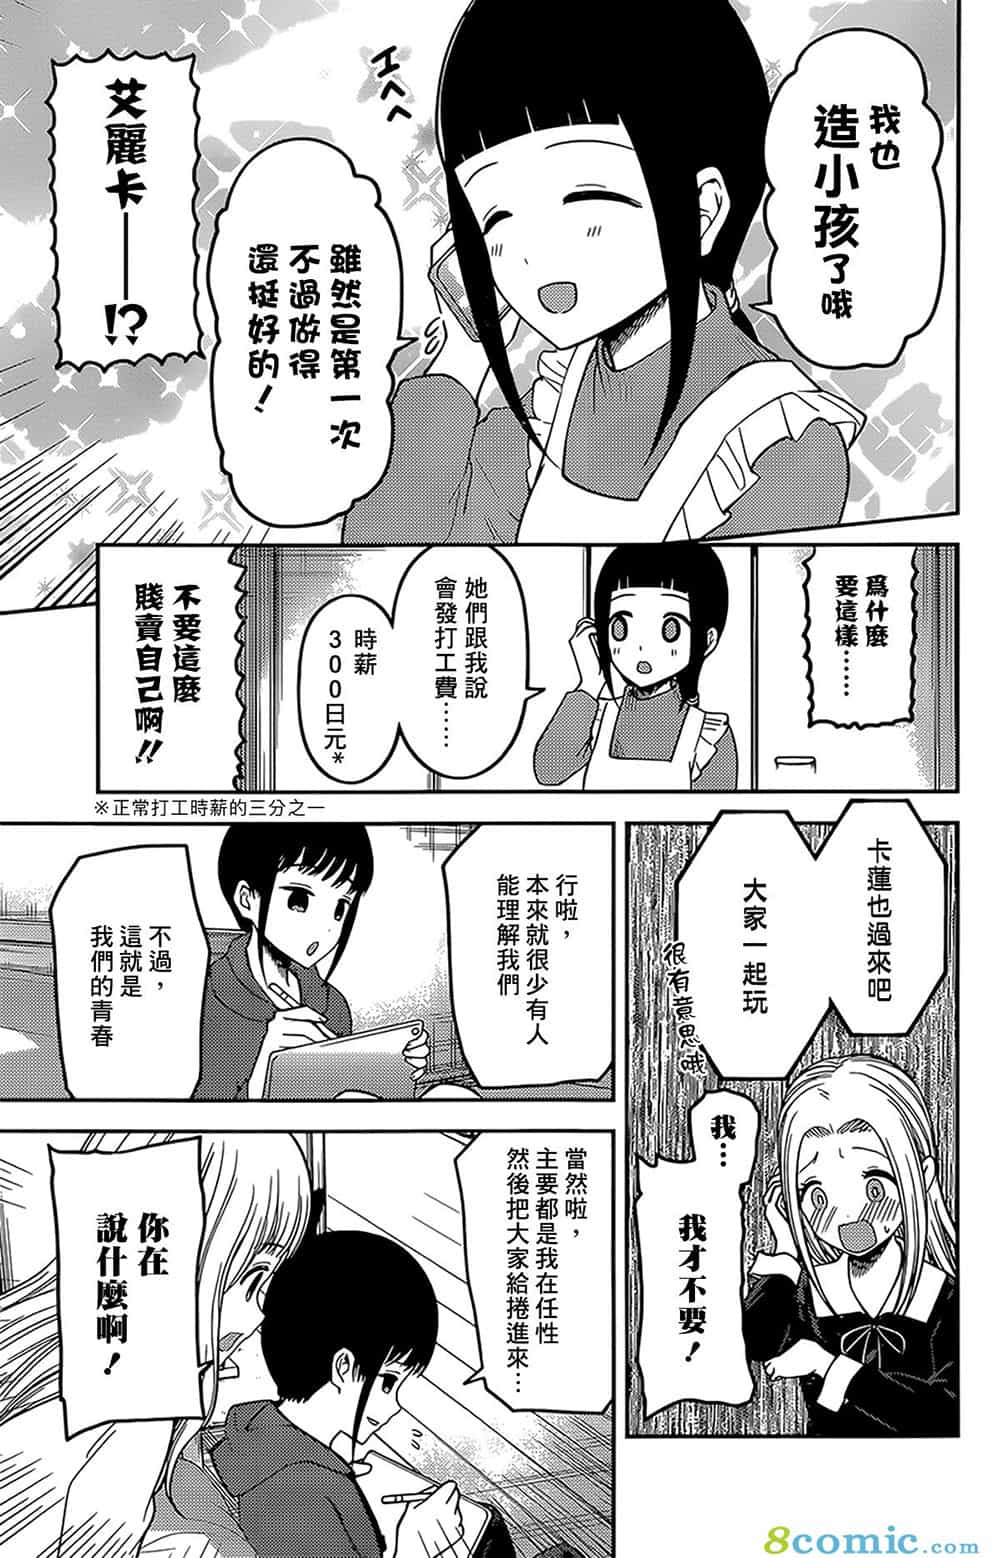 我也
造小孩
了哦
エヘヘ
雖然是第一次
不過做得
還挺好的！
艾麗卡——!?
爲什麼
要這樣……
她們跟我說
會發打工費……
時薪
300日元*
不要這麼
賤賣自己啊!!
※正常打工時薪的三分之一
卡蓮也過來吧
大家一起玩
很有意思哦
我…
我才不要！
行啦，
本來就很少有人
能理解我們
不過，
這就是
我們的青春
當然啦，
主要都是我在任性
然後把大家給捲進來…
你在
說什麼啊！
8comic.com